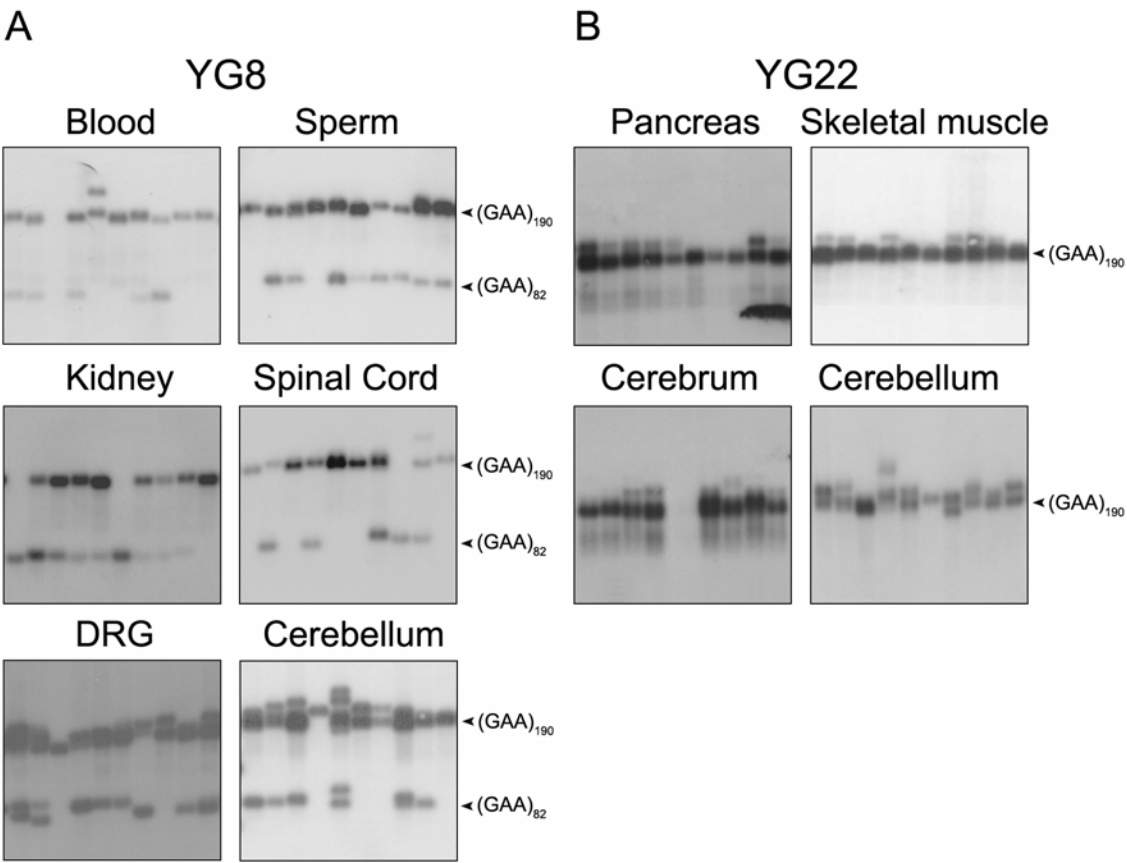 A
B
YG8
YG22
Blood
Sperm
Pancreas
Skeletal muscle
(GAA)190
(GAA)82
(GAA)190
Kidney
Spinal Cord
Cerebrum
Cerebellum
(GAA)190
(GAA)82
(GAA)190
DRG
Cerebellum
(GAA)190
(GAA)82